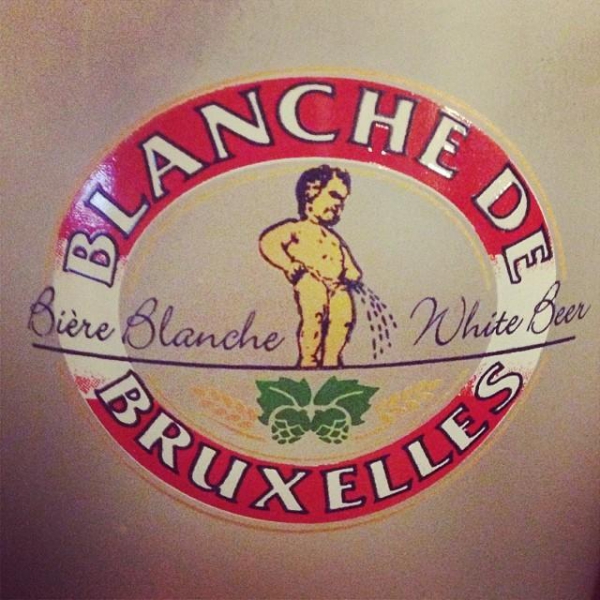 BLANCHE DE
Bière Blanche White Beer
BRUXELLES